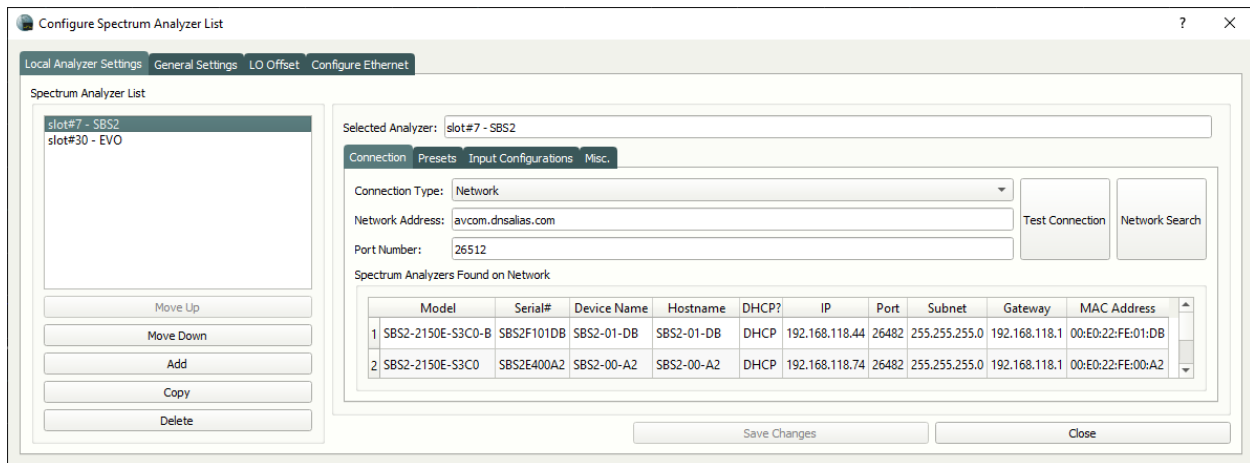 Configure Spectrum Analyzer List
? X
Local Analyzer Settings General Settings LO Offset Configure Ethernet
Spectrum Analyzer List
slot#7 - SBS2
slot#30 - EVO
Move Up
Move Down
Add
Copy
Delete
Selected Analyzer: slot#7 - SBS2
Connection Presets Input Configurations Misc.
Connection Type: Network
Network Address: avcom.dnsalias.com
Port Number: 26512
Test Connection Network Search
Spectrum Analyzers Found on Network
Model Serial# Device Name Hostname DHCP? IP Port Subnet Gateway MAC Address
1 SBS2-2150E-S3C0-B SBS2F101DB SBS2-01-DB SBS2-01-DB DHCP 192.168.118.44 26482 255.255.255.0 192.168.118.1 00:E0:22:FE:01:DB
2 SBS2-2150E-S3C0 SBS2E400A2 SBS2-00-A2 SBS2-00-A2 DHCP 192.168.118.74 26482 255.255.255.0 192.168.118.1 00:E0:22:FE:00:A2
Save Changes Close